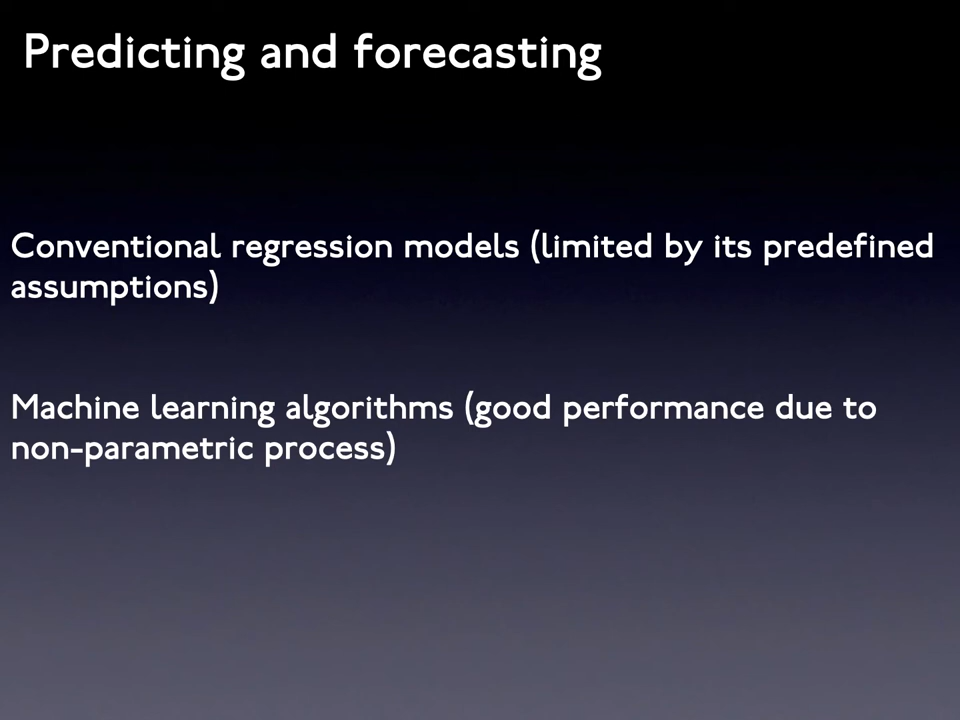 Predicting and forecasting
Conventional regression models (limited by its predefined
assumptions)
Machine learning algorithms (good performance due to
non-parametric process)